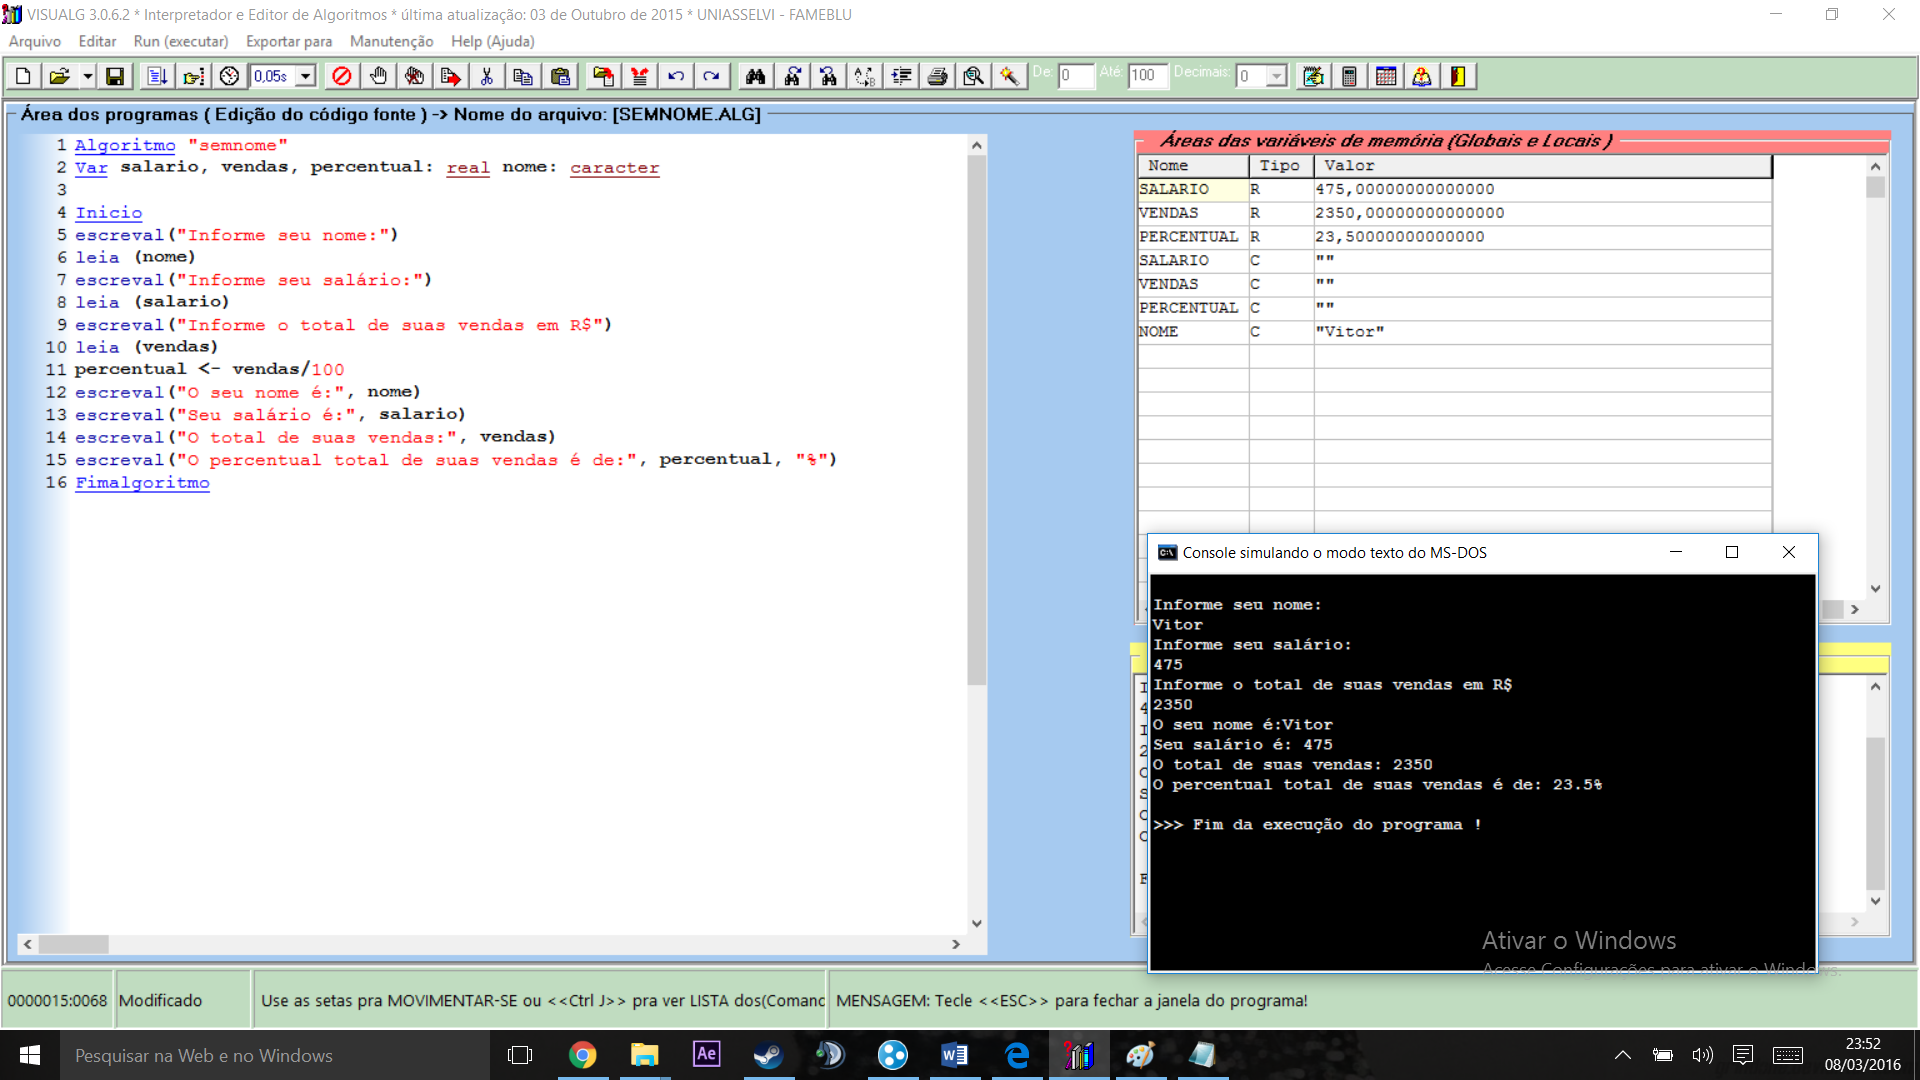 VISUALG 3.0.6.2 * Interpretador e Editor de Algoritmos * última atualização: 03 de Outubro de 2015 * UNIASSELVI - FAMEBLU
Arquivo Editar Run (executar) Exportar para Manutenção Help (Ajuda)
0,05s De: 0 Até: 100 Decimais: 0
Área dos programas ( Edição do código fonte ) -> Nome do arquivo: [SEMNOME.ALG]
1 Algoritmo "semnome"
2 Var salario, vendas, percentual: real nome: caracter
3
4 Inicio
5 escreval("Informe seu nome:")
6 leia (nome)
7 escreval("Informe seu salário:")
8 leia (salario)
9 escreval("Informe o total de suas vendas em R$")
10 leia (vendas)
11 percentual <- vendas/100
12 escreval("O seu nome é:", nome)
13 escreval("Seu salário é:", salario)
14 escreval("O total de suas vendas:", vendas)
15 escreval("O percentual total de suas vendas é de:", percentual, "%")
16 Fimalgoritmo
Áreas das variáveis de memória (Globais e Locais )
Nome Tipo Valor
SALARIO R 475,00000000000000
VENDAS R 2350,00000000000000
PERCENTUAL R 23,50000000000000
SALARIO C ""
VENDAS C ""
PERCENTUAL C ""
NOME C "Vitor"
Console simulando o modo texto do MS-DOS
Informe seu nome:
Vitor
Informe seu salário:
475
Informe o total de suas vendas em R$
2350
O seu nome é:Vitor
Seu salário é: 475
O total de suas vendas: 2350
O percentual total de suas vendas é de: 23.5%
>>> Fim da execução do programa !
Ativar o Windows
Acesse Configurações para ativar o Windows.
0000015:0068 Modificado Use as setas pra MOVIMENTAR-SE ou <<Ctrl J>> pra ver LISTA dos(Comanc MENSAGEM: Tecle <<ESC>> para fechar a janela do programa!
Pesquisar na Web e no Windows
Ae
23:52
08/03/2016